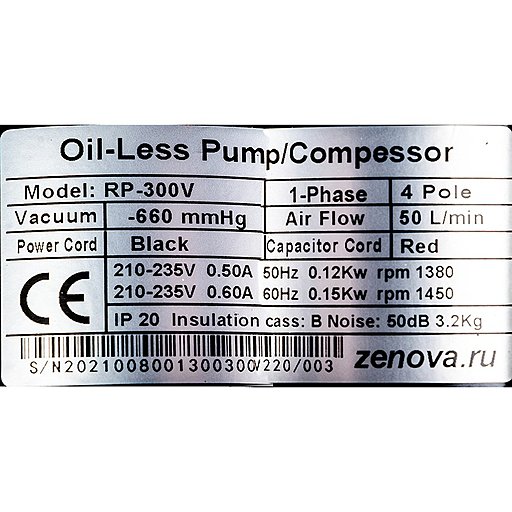 Oil-Less Pump/Compessor
Model: RP-300V 1-Phase 4 Pole
Vacuum -660 mmHg Air Flow 50 L/min
Power Cord Black Capacitor Cord Red
CE 210-235V 0.50A 50Hz 0.12Kw rpm 1380
210-235V 0.60A 60Hz 0.15Kw rpm 1450
IP 20 Insulation cass: B Noise: 50dB 3.2Kg
S/N2021008001300300/220/003 zenova.ru